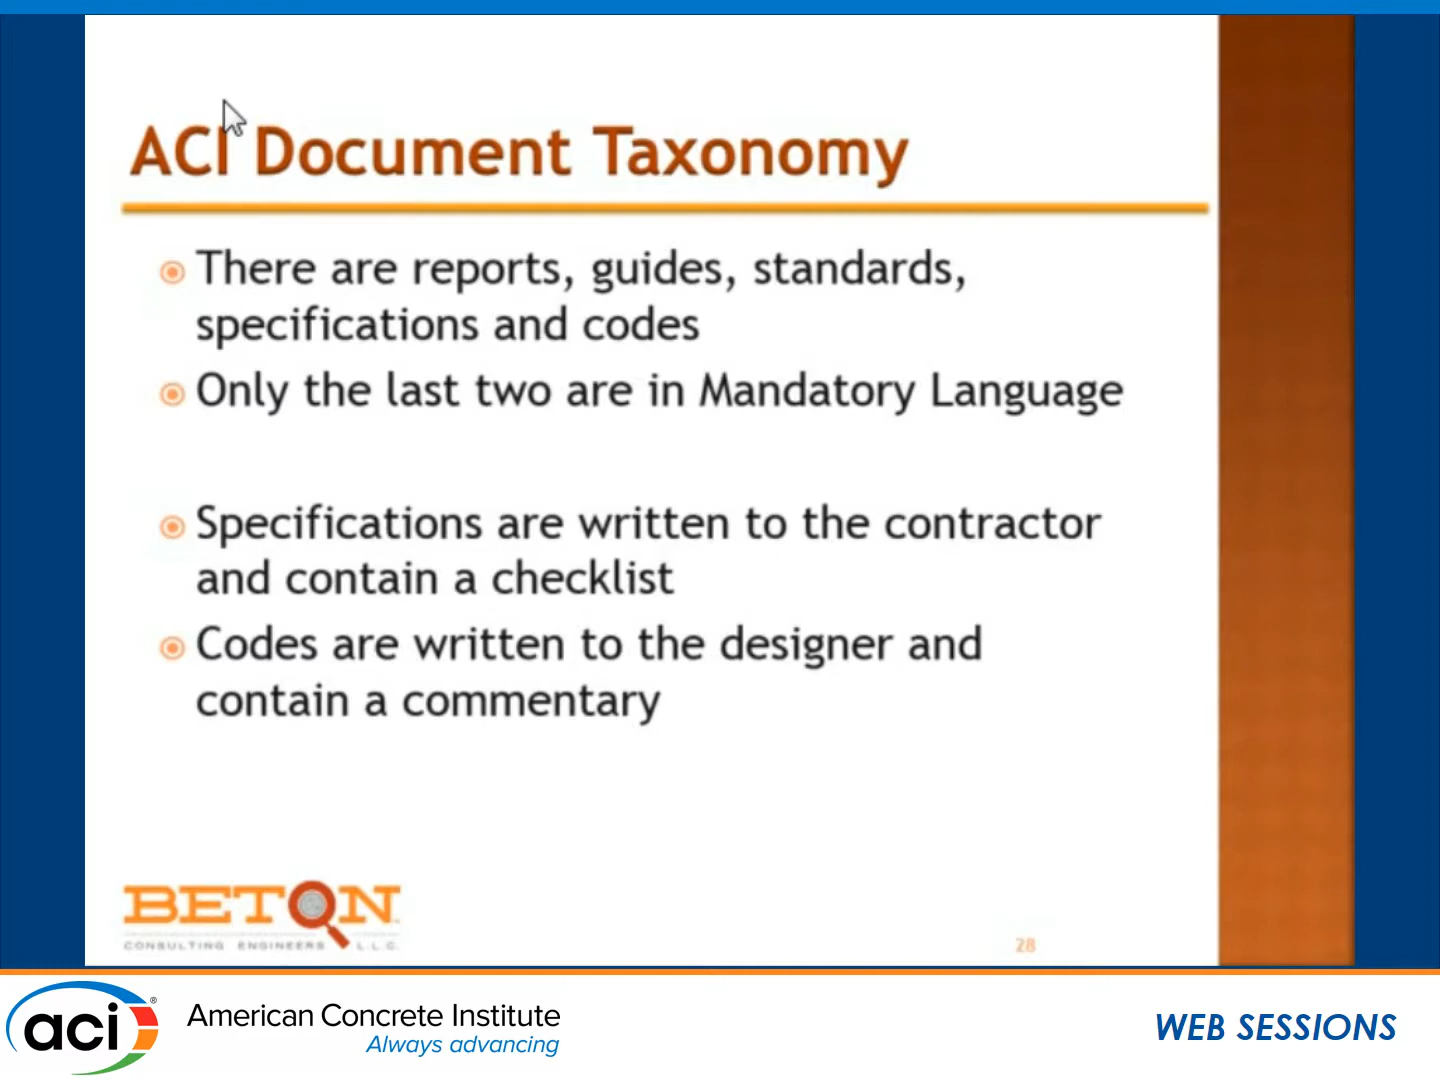 ACI Document Taxonomy
There are reports, guides, standards,
specifications and codes
Only the last two are in Mandatory Language
Specifications are written to the contractor
and contain a checklist
Codes are written to the designer and
contain a commentary
BETON
CONSULTING ENGINEERS L.L.C.
28
aci®
American Concrete Institute
Always advancing
WEB SESSIONS